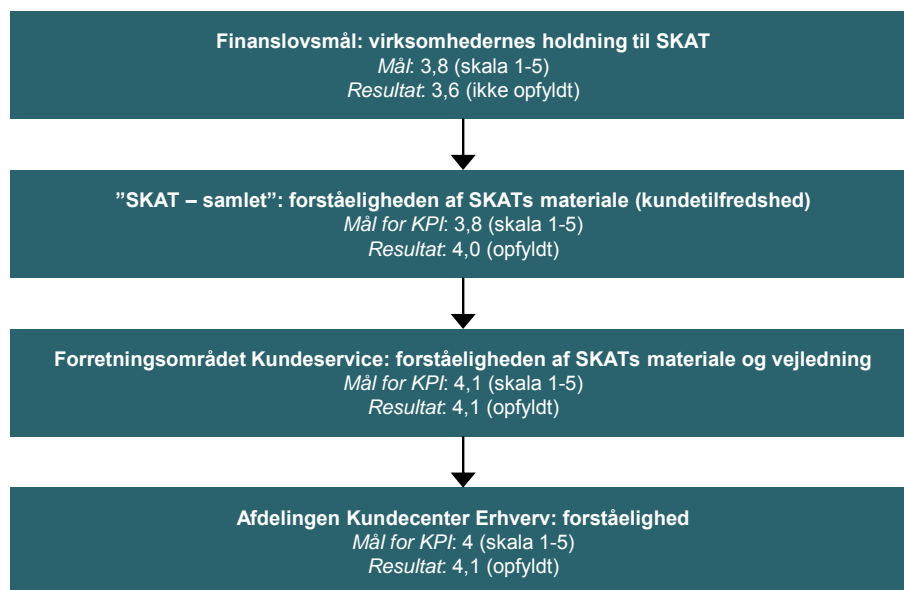 Finanslovsmål: virksomhedernes holdning til SKAT
Mål: 3,8 (skala 1-5)
Resultat: 3,6 (ikke opfyldt)
”SKAT – samlet”: forståeligheden af SKATs materiale (kundetilfredshed)
Mål for KPI: 3,8 (skala 1-5)
Resultat: 4,0 (opfyldt)
Forretningsområdet Kundeservice: forståeligheden af SKATs materiale og vejledning
Mål for KPI: 4,1 (skala 1-5)
Resultat: 4,1 (opfyldt)
Afdelingen Kundecenter Erhverv: forståelighed
Mål for KPI: 4 (skala 1-5)
Resultat: 4,1 (opfyldt)